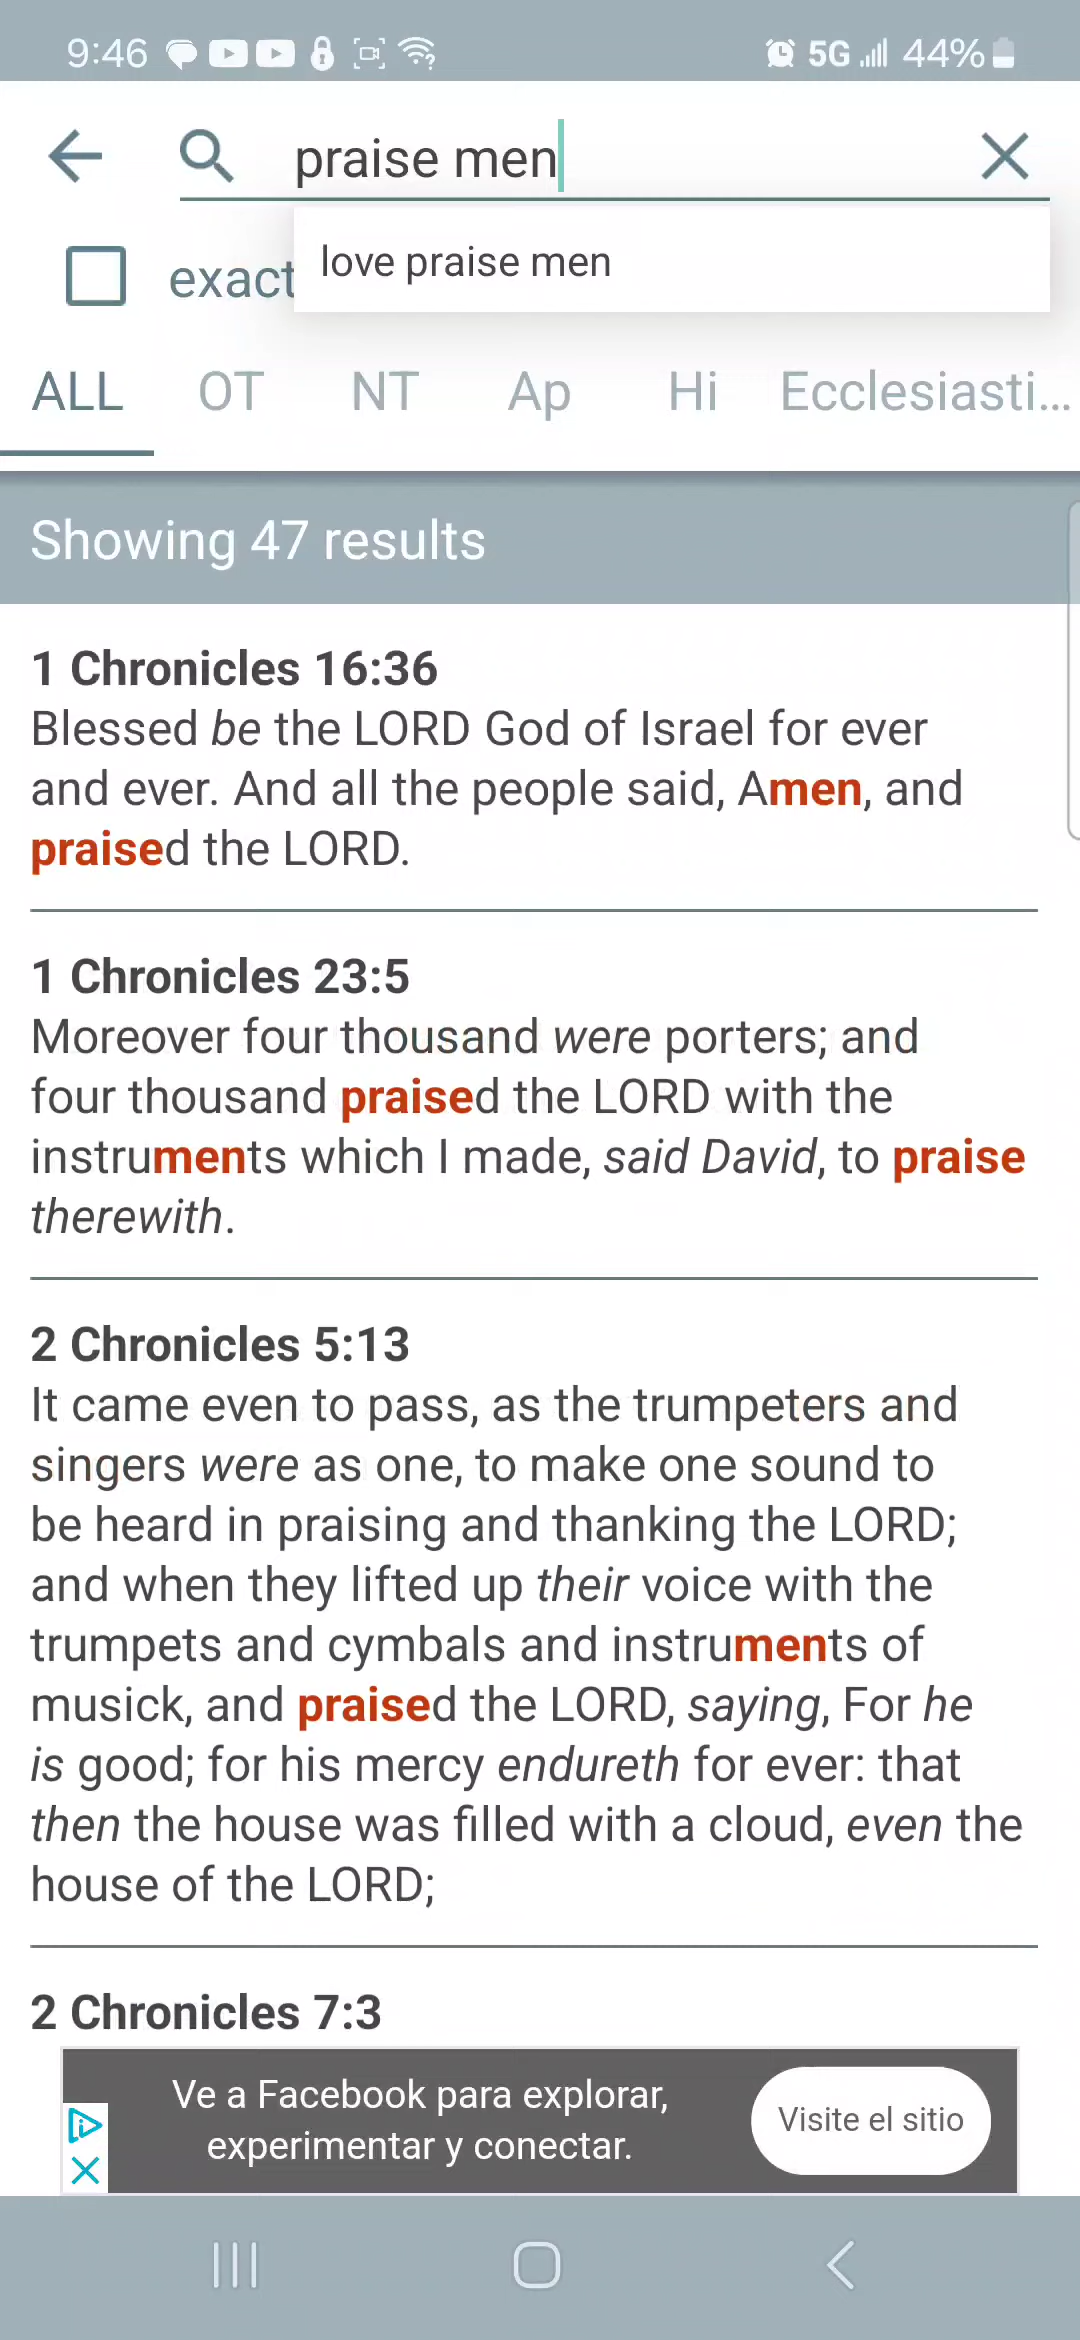 9:46
5G 44%
praise men
love praise men
exact
ALL OT NT Ap Hi Ecclesiasti...
Showing 47 results
1 Chronicles 16:36
Blessed be the LORD God of Israel for ever
and ever. And all the people said, Amen, and
praised the LORD.
1 Chronicles 23:5
Moreover four thousand were porters; and
four thousand praised the LORD with the
instruments which I made, said David, to praise
therewith.
2 Chronicles 5:13
It came even to pass, as the trumpeters and
singers were as one, to make one sound to
be heard in praising and thanking the LORD;
and when they lifted up their voice with the
trumpets and cymbals and instruments of
musick, and praised the LORD, saying, For he
is good; for his mercy endureth for ever: that
then the house was filled with a cloud, even the
house of the LORD;
2 Chronicles 7:3
Ve a Facebook para explorar,
experimentar y conectar.
Visite el sitio